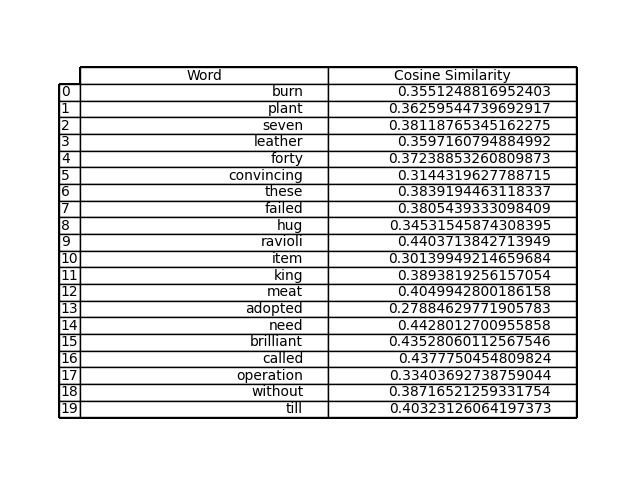 Word Cosine Similarity
0 burn 0.3551248816952403
1 plant 0.36259544739692917
2 seven 0.38118765345162275
3 leather 0.3597160794884992
4 forty 0.37238853260809873
5 convincing 0.3144319627788715
6 these 0.3839194463118337
7 failed 0.3805439333098409
8 hug 0.34531545874308395
9 ravioli 0.4403713842713949
10 item 0.30139949214659684
11 king 0.3893819256157054
12 meat 0.4049942800186158
13 adopted 0.27884629771905783
14 need 0.4428012700955858
15 brilliant 0.43528060112567546
16 called 0.4377750454809824
17 operation 0.33403692738759044
18 without 0.38716521259331754
19 till 0.40323126064197373